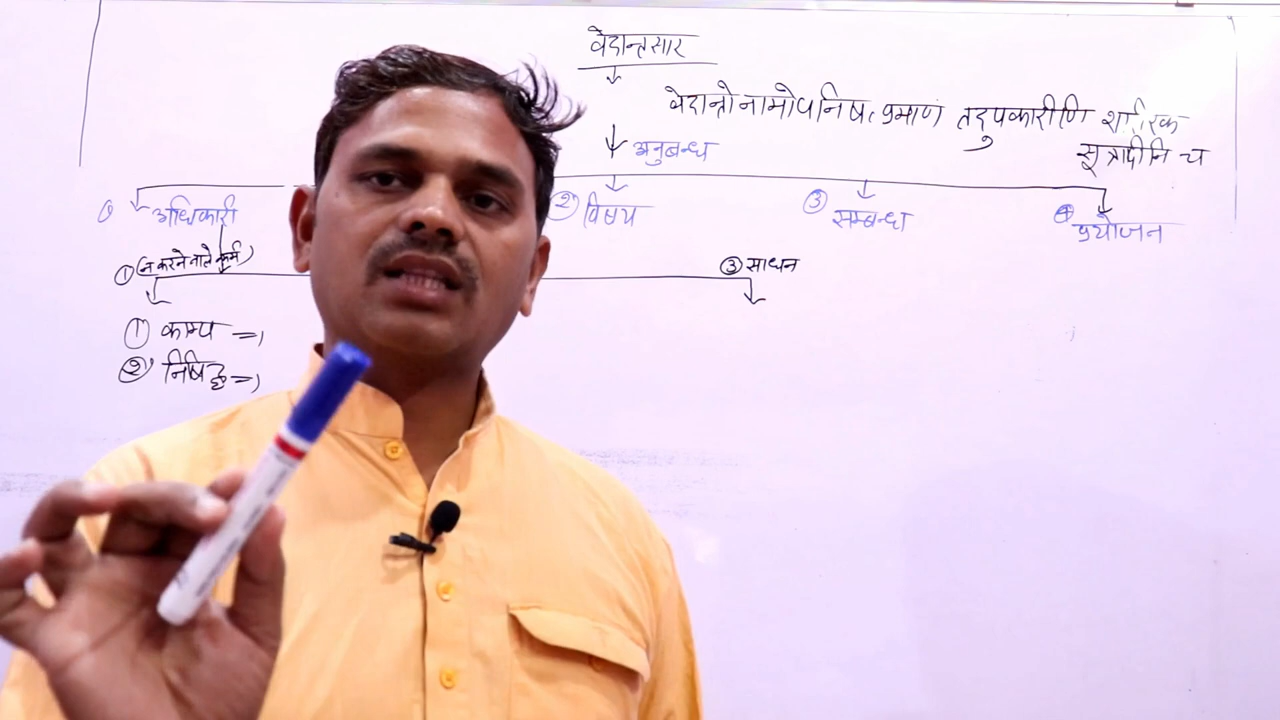 वेदान्तसार
वेदान्तोनामोपनिषत्प्रमाणं तदुपकारीणि शारीरक
सूत्रादीनि च
अनुबन्ध
① अधिकारी ② विषय ③ सम्बन्ध ④ प्रयोजन
① (न करने वाले कर्म) ③ साधन
① काम्य =)
② निषिद्ध =)